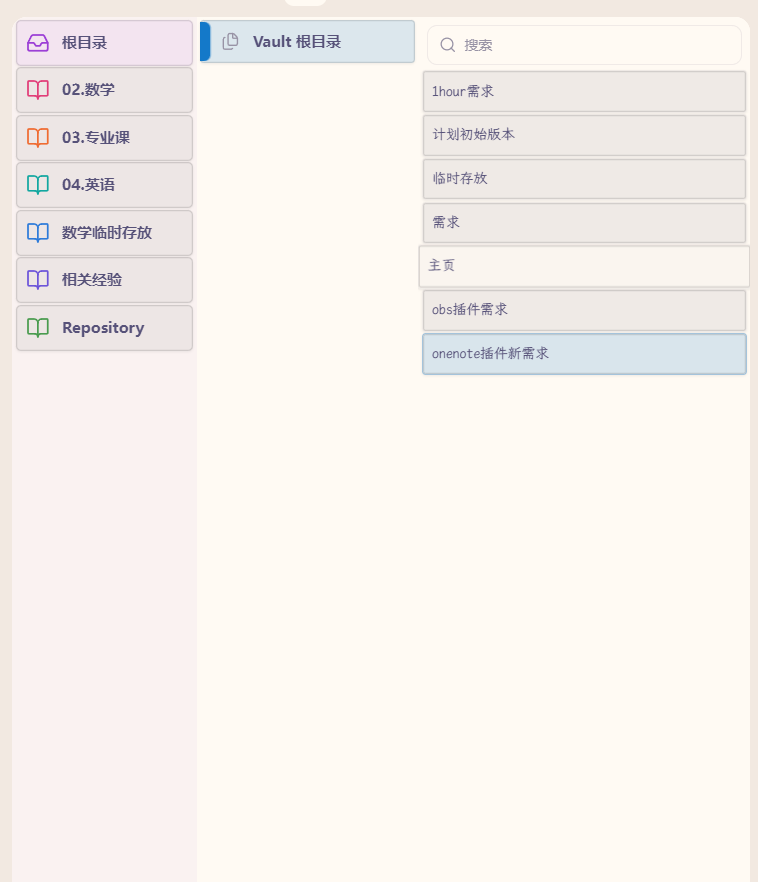 根目录
02.数学
03.专业课
04.英语
数学临时存放
相关经验
Repository
Vault 根目录
搜索
1hour需求
计划初始版本
临时存放
需求
主页
obs插件需求
onenote插件新需求